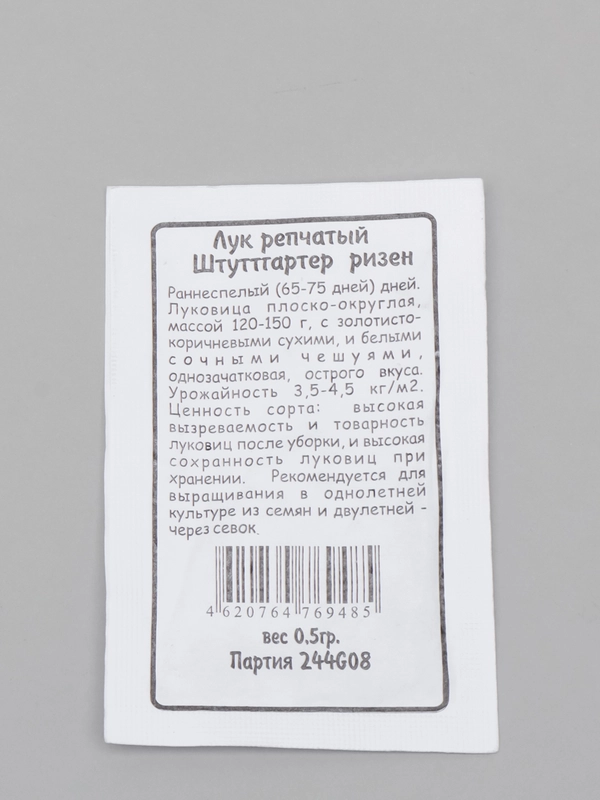 Лук репчатый
Штуттгартер ризен
Раннеспелый (65-75 дней) дней.
Луковица плоско-округлая,
массой 120-150 г, с золотисто-
коричневыми сухими, и белыми
сочными чешуями,
однозачатковая, острого вкуса.
Урожайность 3,5-4,5 кг/м2.
Ценность сорта: высокая
вызреваемость и товарность
луковиц после уборки, и высокая
сохранность луковиц при
хранении. Рекомендуется для
выращивания в однолетней
культуре из семян и двулетней -
через севок.
4 620764 769485
вес 0,5гр.
Партия 244G08